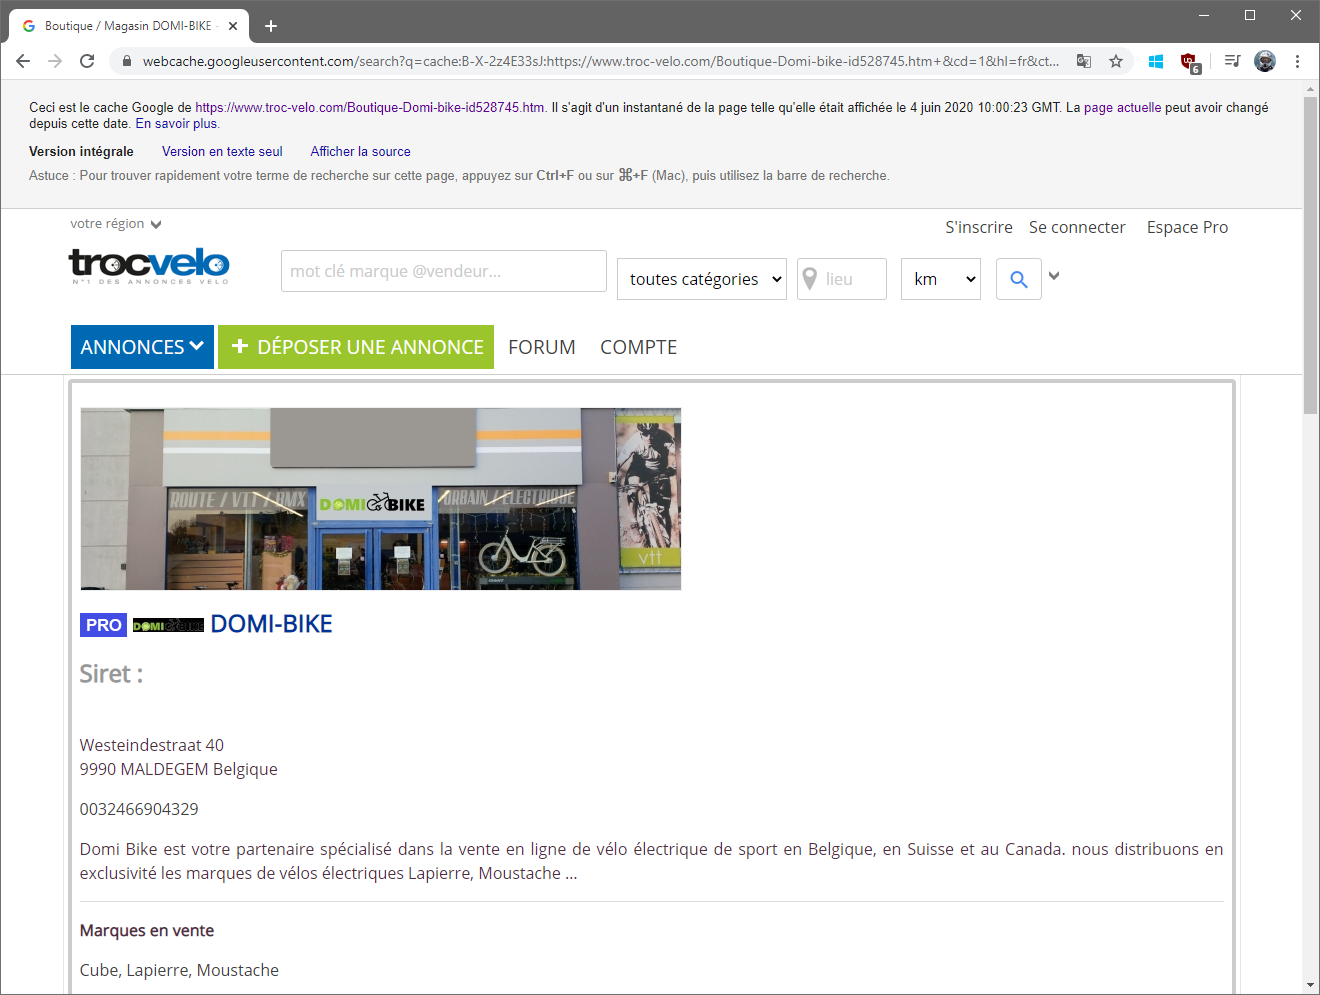 Boutique / Magasin DOMI-BIKE -
webcache.googleusercontent.com/search?q=cache:B-X-2z4E33sJ:https://www.troc-velo.com/Boutique-Domi-bike-id528745.htm+&cd=1&hl=fr&ct...
6
Ceci est le cache Google de https://www.troc-velo.com/Boutique-Domi-bike-id528745.htm. Il s'agit d'un instantané de la page telle qu'elle était affichée le 4 juin 2020 10:00:23 GMT. La page actuelle peut avoir changé
depuis cette date. En savoir plus.
Version intégrale Version en texte seul Afficher la source
Astuce : Pour trouver rapidement votre terme de recherche sur cette page, appuyez sur Ctrl+F ou sur ⌘+F (Mac), puis utilisez la barre de recherche.
votre région
S'inscrire Se connecter Espace Pro
trocvelo
N°1 DES ANNONCES VELO
mot clé marque @vendeur... toutes catégories lieu km
ANNONCES + DÉPOSER UNE ANNONCE FORUM COMPTE
ROUTE / VTT / BMX DOMI BIKE URBAIN / ELECTRIQUE
vtt
PRO DOMI BIKE DOMI-BIKE
Siret :
Westeindestraat 40
9990 MALDEGEM Belgique
0032466904329
Domi Bike est votre partenaire spécialisé dans la vente en ligne de vélo électrique de sport en Belgique, en Suisse et au Canada. nous distribuons en
exclusivité les marques de vélos électriques Lapierre, Moustache ...
Marques en vente
Cube, Lapierre, Moustache